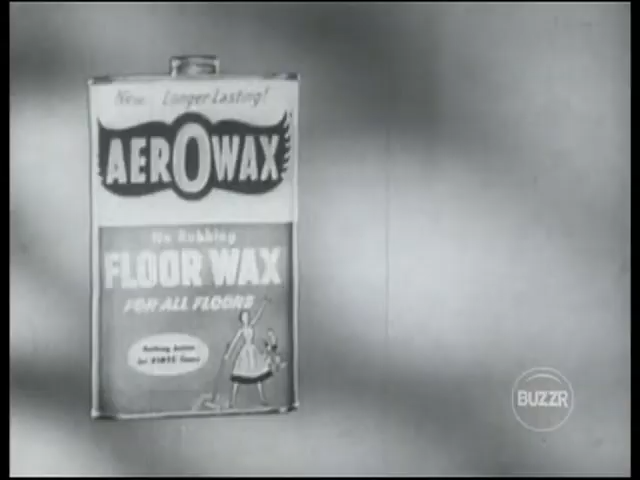 New Longer Lasting!
AEROWAX
No Rubbing
FLOOR WAX
FOR ALL FLOORS
BUZZR